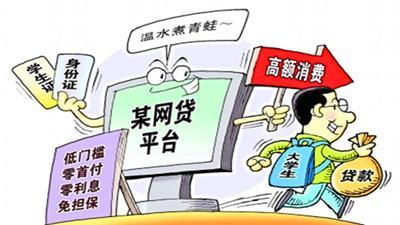 温水煮青蛙～
学生证
身份证
高额消费
某网贷
平台
低门槛
零首付
零利息
免担保
大学生
贷款